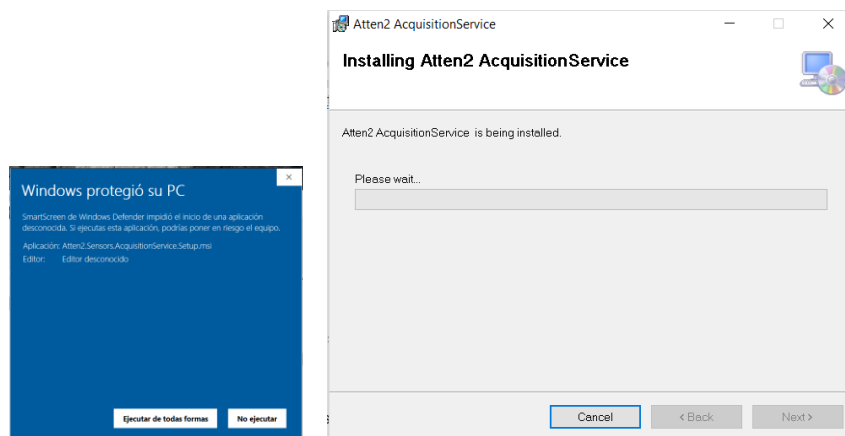 Windows protegió su PC
SmartScreen de Windows Defender impidió el inicio de una aplicación
desconocida. Si ejecutas esta aplicación, podrías poner en riesgo el equipo.
Aplicación: Atten2.Sensors.AcquisitionService.Setup.msi
Editor: Editor desconocido
Ejecutar de todas formas
No ejecutar
Atten2 AcquisitionService
Installing Atten2 AcquisitionService
Atten2 AcquisitionService is being installed.
Please wait...
Cancel
< Back
Next >